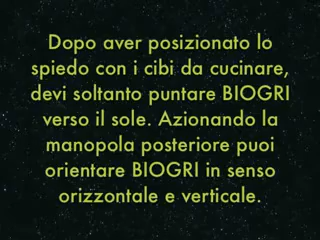 Dopo aver posizionato lo
spiedo con i cibi da cucinare,
devi soltanto puntare BIOGRI
verso il sole. Azionando la
manopola posteriore puoi
orientare BIOGRI in senso
orizzontale e verticale.